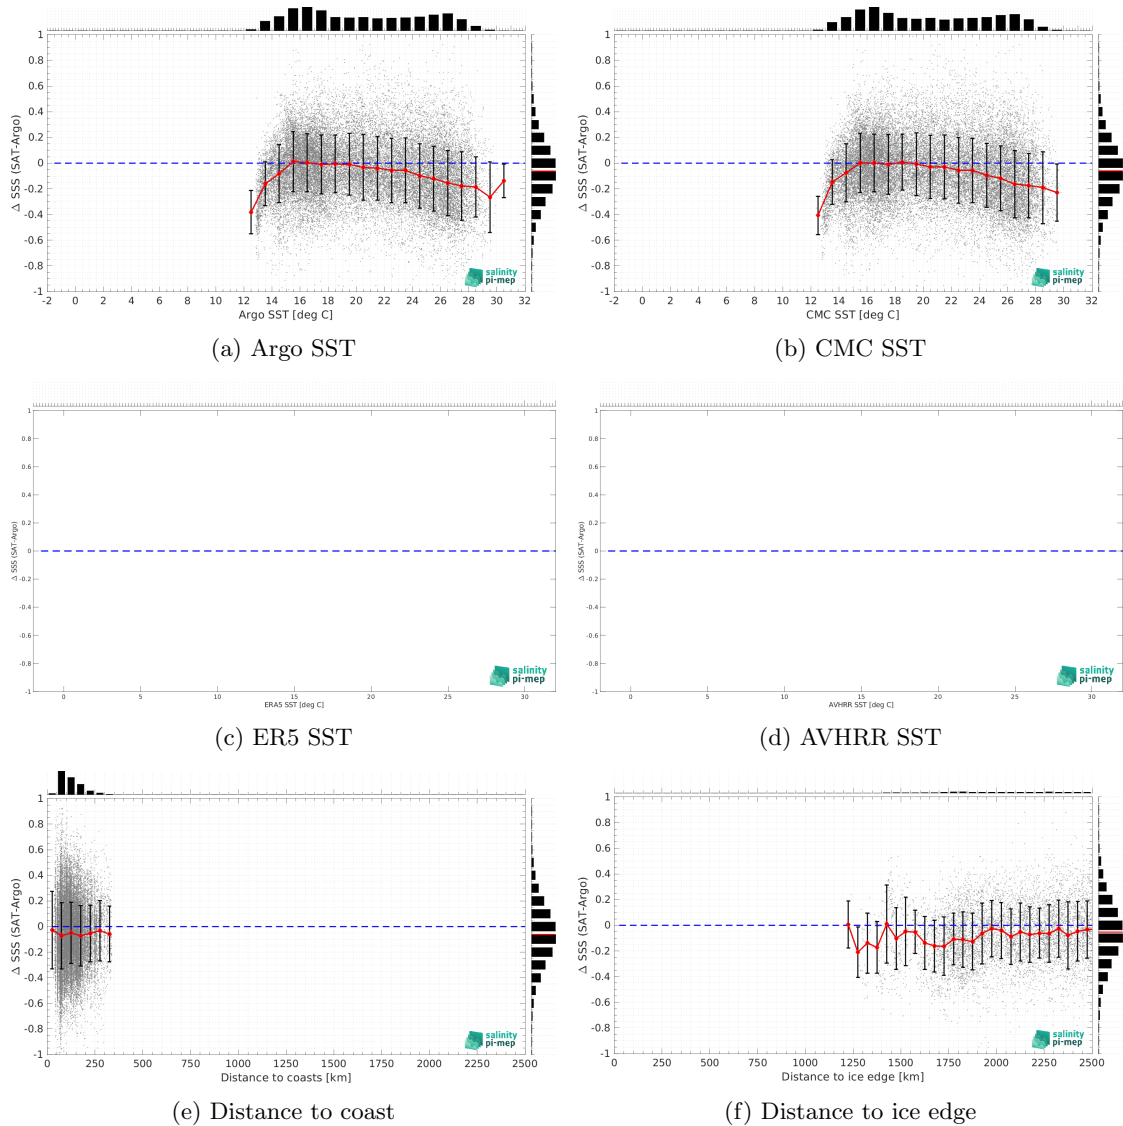 1
0.8
0.6
0.4
0.2
0
-0.2
-0.4
-0.6
-0.8
-1
Δ SSS (SAT-Argo)
-2 0 2 4 6 8 10 12 14 16 18 20 22 24 26 28 30 32
Argo SST [deg C]
salinity
pi-mep
(a) Argo SST
1
0.8
0.6
0.4
0.2
0
-0.2
-0.4
-0.6
-0.8
-1
Δ SSS (SAT-Argo)
-2 0 2 4 6 8 10 12 14 16 18 20 22 24 26 28 30 32
CMC SST [deg C]
salinity
pi-mep
(b) CMC SST
1
0.8
0.6
0.4
0.2
0
-0.2
-0.4
-0.6
-0.8
-1
Δ SSS (SAT-Argo)
0 5 10 15 20 25 30
ERA5 SST [deg C]
salinity
pi-mep
(c) ER5 SST
1
0.8
0.6
0.4
0.2
0
-0.2
-0.4
-0.6
-0.8
-1
Δ SSS (SAT-Argo)
0 5 10 15 20 25 30
AVHRR SST [deg C]
salinity
pi-mep
(d) AVHRR SST
1
0.8
0.6
0.4
0.2
0
-0.2
-0.4
-0.6
-0.8
-1
Δ SSS (SAT-Argo)
0 250 500 750 1000 1250 1500 1750 2000 2250 2500
Distance to coasts [km]
salinity
pi-mep
(e) Distance to coast
1
0.8
0.6
0.4
0.2
0
-0.2
-0.4
-0.6
-0.8
-1
Δ SSS (SAT-Argo)
0 250 500 750 1000 1250 1500 1750 2000 2250 2500
Distance to ice edge [km]
salinity
pi-mep
(f) Distance to ice edge